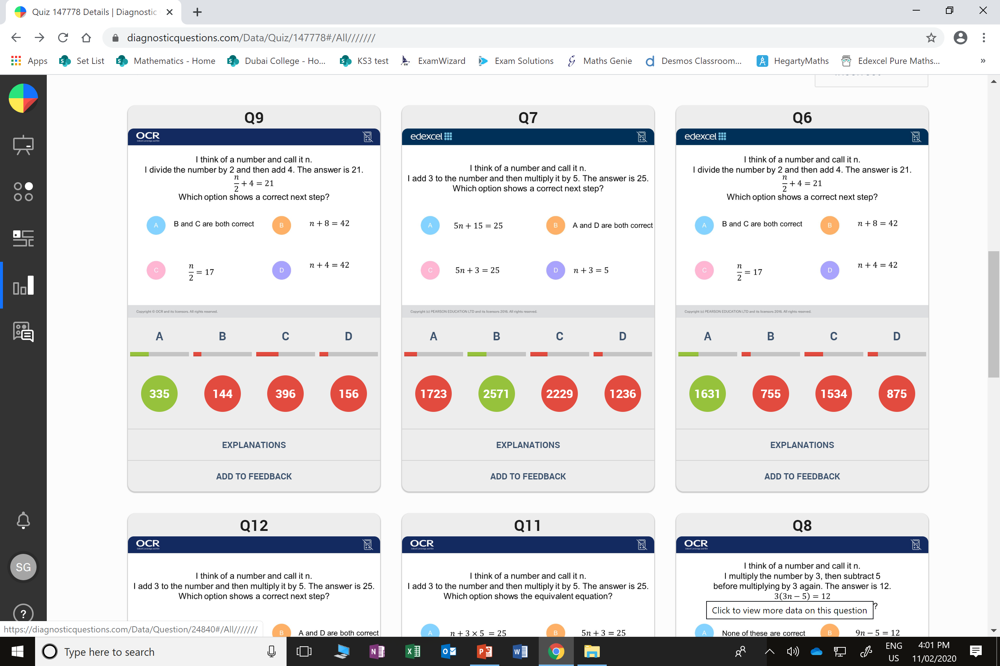 Quiz 147778 Details | Diagnostic
diagnosticquestions.com/Data/Quiz/147778#/All///////
Apps
Set List
Mathematics - Home
Dubai College - Ho...
KS3 test
ExamWizard
Exam Solutions
Maths Genie
Desmos Classroom...
HegartyMaths
Edexcel Pure Maths...
»
Q9
OCR
Oxford Cambridge and RSA
I think of a number and call it n.
I divide the number by 2 and then add 4. The answer is 21.
n/2 + 4 = 21
Which option shows a correct next step?
A B and C are both correct
B n + 8 = 42
C n/2 = 17
D n + 4 = 42
Copyright © OCR and its licensors. All rights reserved.
A B C D
335 144 396 156
EXPLANATIONS
ADD TO FEEDBACK
Q7
edexcel
I think of a number and call it n.
I add 3 to the number and then multiply it by 5. The answer is 25.
Which option shows a correct next step?
A 5n + 15 = 25
B A and D are both correct
C 5n + 3 = 25
D n + 3 = 5
Copyright (c) PEARSON EDUCATION LTD and its licensors 2016. All rights reserved.
A B C D
1723 2571 2229 1236
EXPLANATIONS
ADD TO FEEDBACK
Q6
edexcel
I think of a number and call it n.
I divide the number by 2 and then add 4. The answer is 21.
n/2 + 4 = 21
Which option shows a correct next step?
A B and C are both correct
B n + 8 = 42
C n/2 = 17
D n + 4 = 42
Copyright (c) PEARSON EDUCATION LTD and its licensors 2016. All rights reserved.
A B C D
1631 755 1534 875
EXPLANATIONS
ADD TO FEEDBACK
Q12
OCR
Oxford Cambridge and RSA
I think of a number and call it n.
I add 3 to the number and then multiply it by 5. The answer is 25.
Which option shows a correct next step?
B A and D are both correct
Q11
OCR
Oxford Cambridge and RSA
I think of a number and call it n.
I add 3 to the number and then multiply it by 5. The answer is 25.
Which option shows the equivalent equation?
A n + 3 × 5 = 25
B 5n + 3 = 25
Q8
OCR
Oxford Cambridge and RSA
I think of a number and call it n.
I multiply the number by 3, then subtract 5
before multiplying by 3 again. The answer is 12.
3(3n − 5) = 12
?
Click to view more data on this question
A None of these are correct
B 9n − 5 = 12
SG
?
https://diagnosticquestions.com/Data/Question/24840#/All///////
Type here to search
ENG
US
4:01 PM
11/02/2020